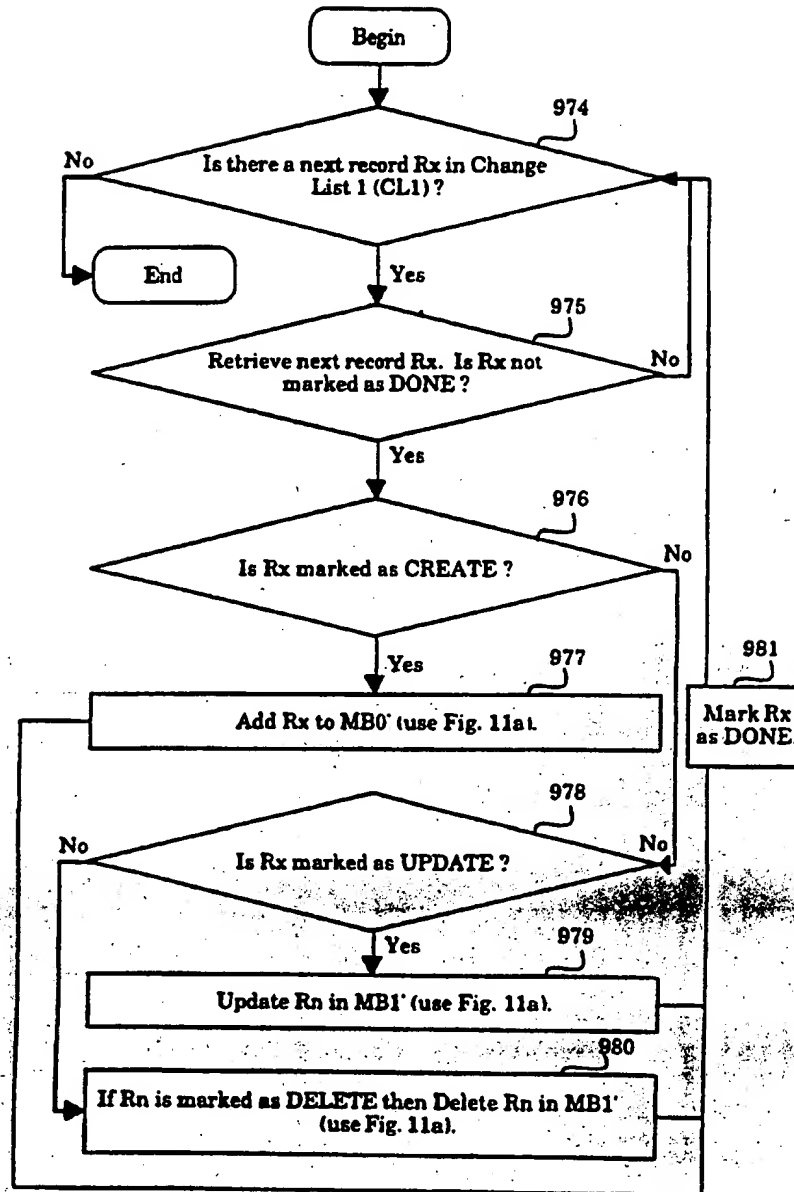 Begin
974
No
Is there a next record Rx in Change
List 1 (CL1) ?
End
Yes
975
Retrieve next record Rx. Is Rx not
marked as DONE ?
No
Yes
976
Is Rx marked as CREATE ?
No
Yes
977
981
Add Rx to MB0' (use Fig. 11a).
Mark Rx
as DONE.
978
No
Is Rx marked as UPDATE ?
No
Yes
979
Update Rn in MB1' (use Fig. 11a).
980
If Rn is marked as DELETE then Delete Rn in MB1'
(use Fig. 11a).